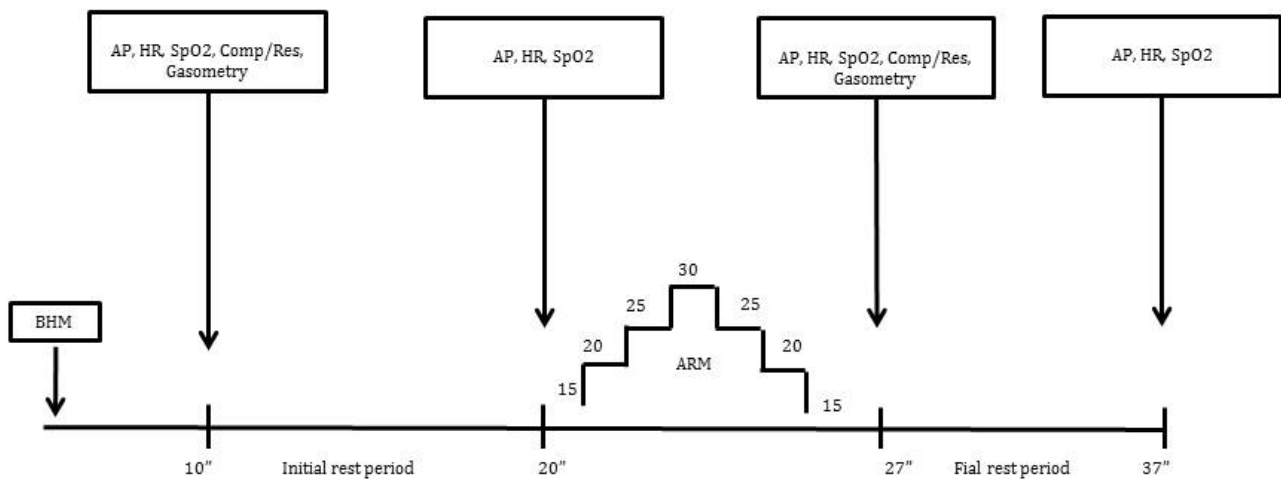 AP, HR, SpO2, Comp/Res,
Gasometry
AP, HR, SpO2
AP, HR, SpO2, Comp/Res,
Gasometry
AP, HR, SpO2
BHM
15
20
25
30
25
20
15
ARM
10”
Initial rest period
20”
27”
Fial rest period
37”